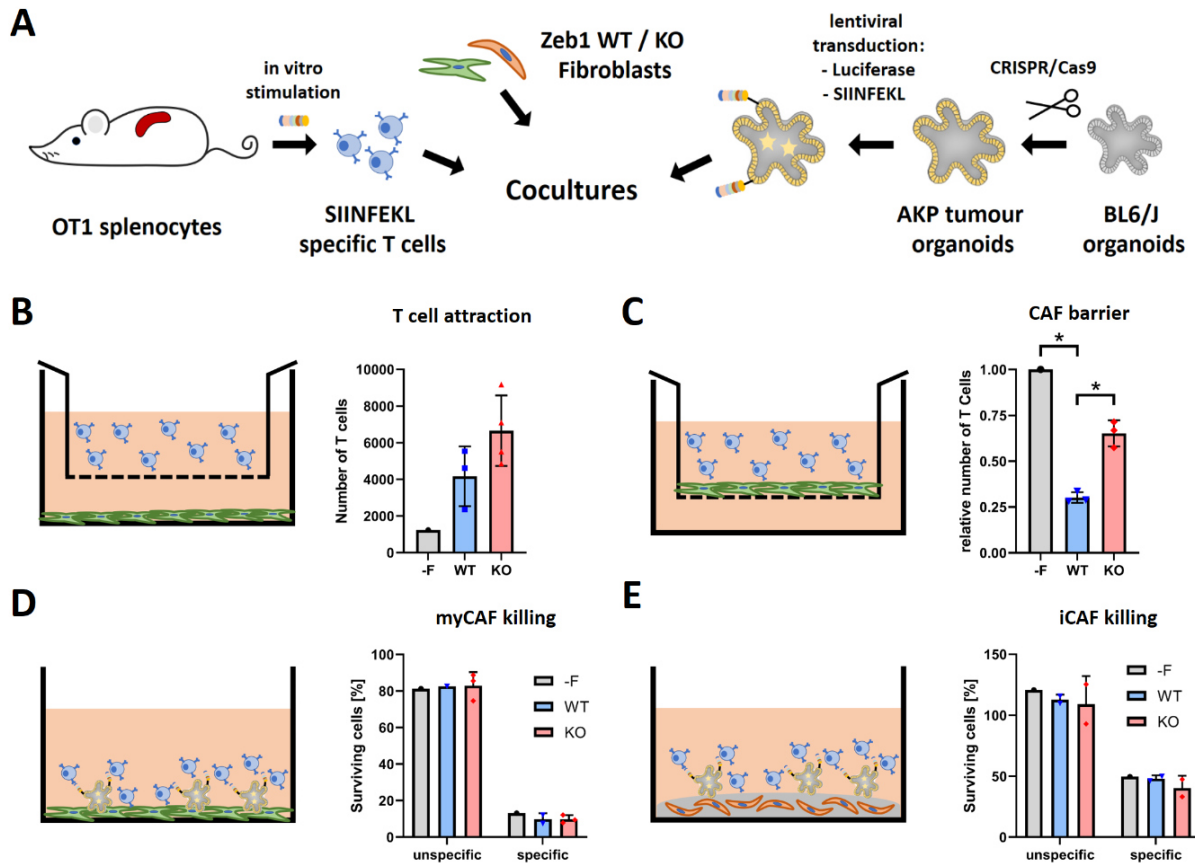 A
in vitro
stimulation
Zeb1 WT / KO
Fibroblasts
lentiviral
transduction:
- Luciferase
- SIINFEKL
CRISPR/Cas9
Cocultures
OT1 splenocytes
SIINFEKL
specific T cells
AKP tumour
organoids
BL6/J
organoids
B
T cell attraction
Number of T cells
10000
8000
6000
4000
2000
0
-F WT KO
C
CAF barrier
relative number of T Cells
1.00
0.75
0.50
0.25
0.00
* *
-F WT KO
D
myCAF killing
Surviving cells [%]
100
80
60
40
20
0
-F
WT
KO
unspecific specific
E
iCAF killing
Surviving cells [%]
150
100
50
0
-F
WT
KO
unspecific specific